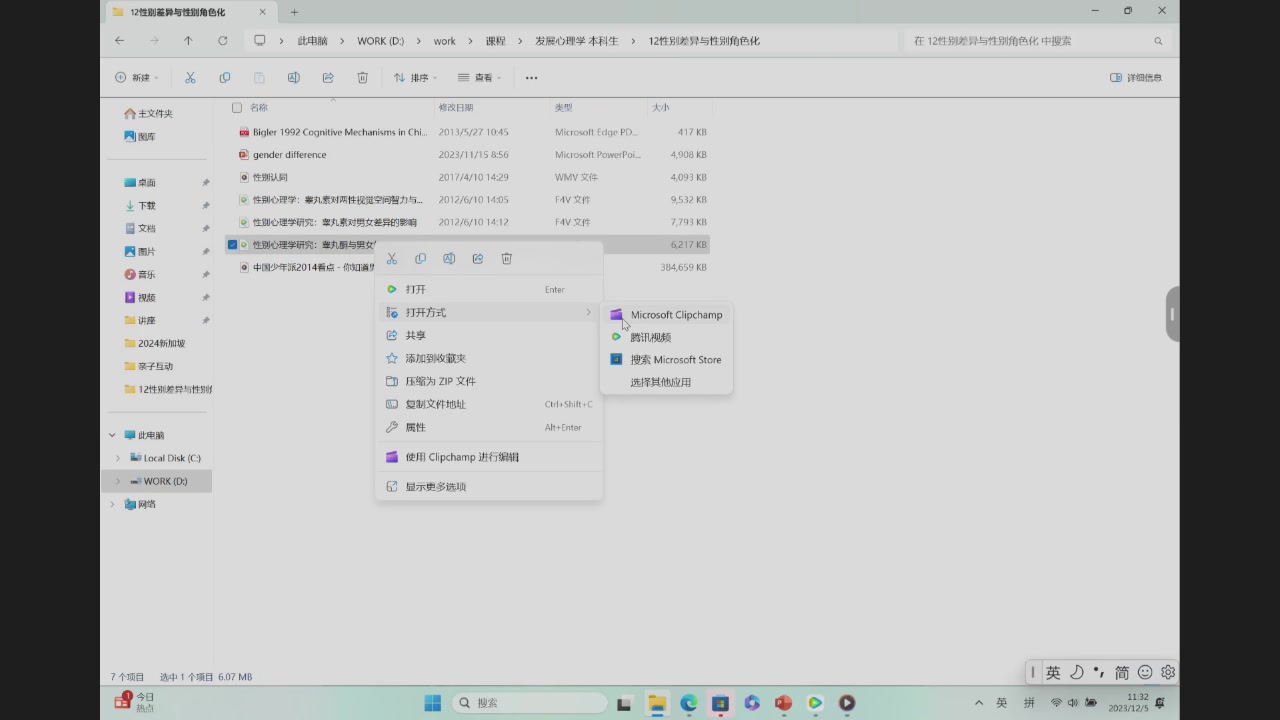 12性别差异与性别角色化
此电脑 WORK (D:) work 课程 发展心理学 本科生 12性别差异与性别角色化
在 12性别差异与性别角色化 中搜索
新建 排序 查看 ••• 详细信息
主文件夹
图库
桌面
下载
文档
图片
音乐
视频
讲座
2024新加坡
亲子互动
12性别差异与性别
此电脑
Local Disk (C:)
WORK (D:)
网络
名称 修改日期 类型 大小
Bigler 1992 Cognitive Mechanisms in Chi... 2013/5/27 10:45 Microsoft Edge PD... 417 KB
gender difference 2023/11/15 8:56 Microsoft PowerPoi... 4,908 KB
性别认同 2017/4/10 14:29 WMV 文件 4,093 KB
性别心理学：睾丸素对两性视觉空间智力与... 2012/6/10 14:05 F4V 文件 9,532 KB
性别心理学研究：睾丸素对男女差异的影响 2012/6/10 14:12 F4V 文件 7,793 KB
性别心理学研究：睾丸酮与男女 6,217 KB
中国少年派2014看点 - 你知道 384,659 KB
打开 Enter
打开方式
共享
添加到收藏夹
压缩为 ZIP 文件
复制文件地址 Ctrl+Shift+C
属性 Alt+Enter
使用 Clipchamp 进行编辑
显示更多选项
Microsoft Clipchamp
腾讯视频
搜索 Microsoft Store
选择其他应用
7 个项目 选中 1 个项目 6.07 MB
英 简
1 今日
热点
搜索
英 拼
11:32
2023/12/5